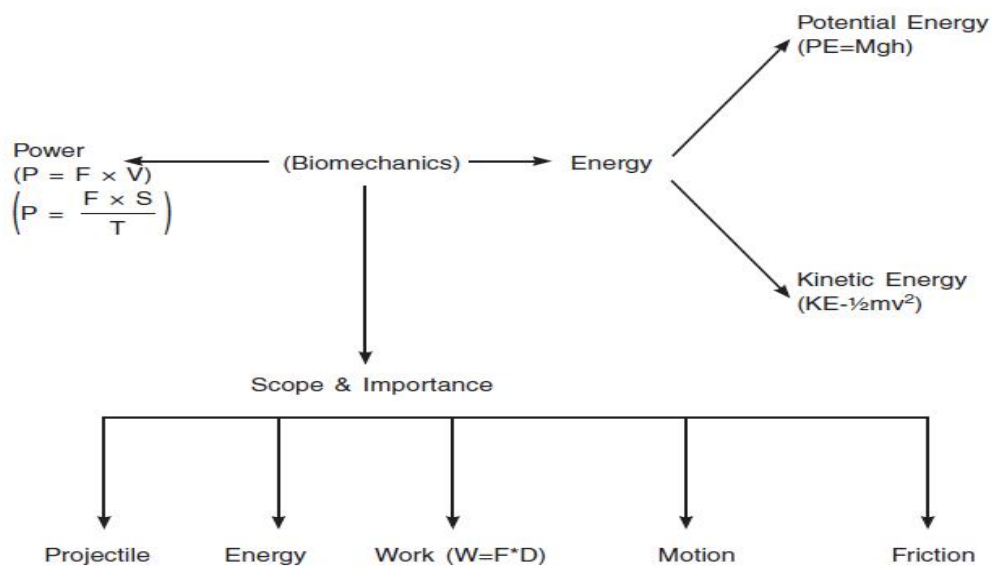 Potential Energy
(PE=Mgh)
Power
(P = F × V)
(P = F × S / T)
(Biomechanics)
Energy
Kinetic Energy
(KE-½mv²)
Scope & Importance
Projectile
Energy
Work (W=F*D)
Motion
Friction